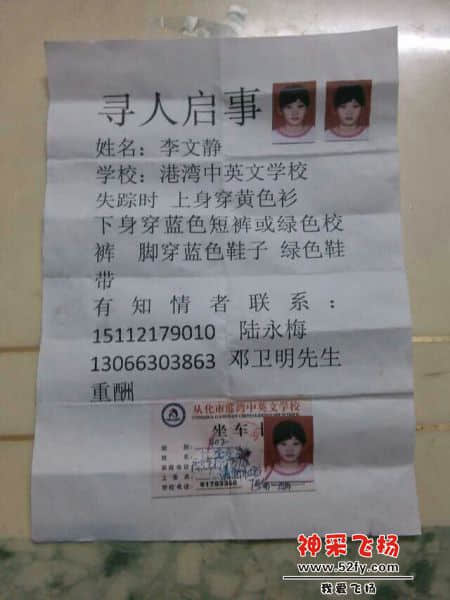 寻人启事
姓名：李文静
学校：港湾中英文学校
失踪时 上身穿黄色衫
下身穿蓝色短裤或绿色校
裤 脚穿蓝色鞋子 绿色鞋
带
有知情者联系：
15112179010 陆永梅
13066303863 邓卫明先生
重酬
从化市港湾中英文学校
坐车卡
神采飞扬
www.52fy.com
我爱飞扬